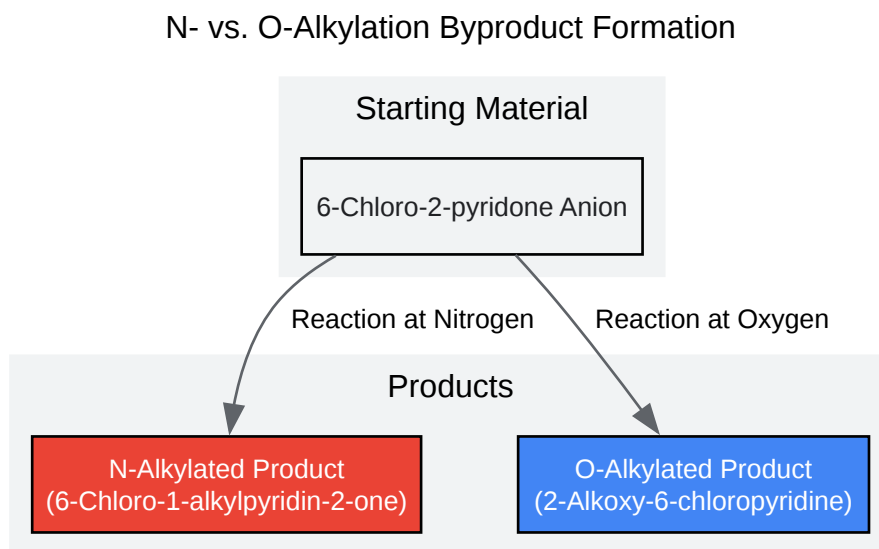 N- vs. O-Alkylation Byproduct Formation
Starting Material
6-Chloro-2-pyridone Anion
Reaction at Nitrogen
Reaction at Oxygen
Products
N-Alkylated Product
(6-Chloro-1-alkylpyridin-2-one)
O-Alkylated Product
(2-Alkoxy-6-chloropyridine)